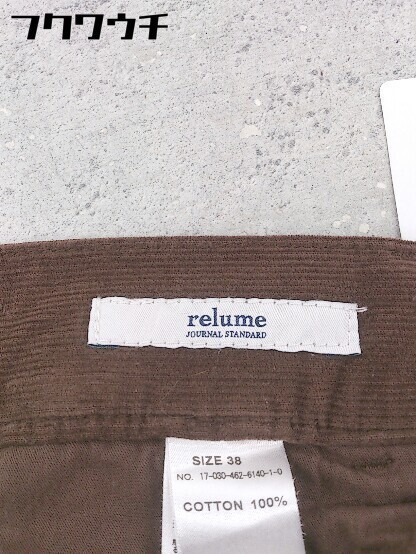 フクワウチ
relume
JOURNAL STANDARD
SIZE 38
NO. 17-030-462-6140-1-0
COTTON 100%